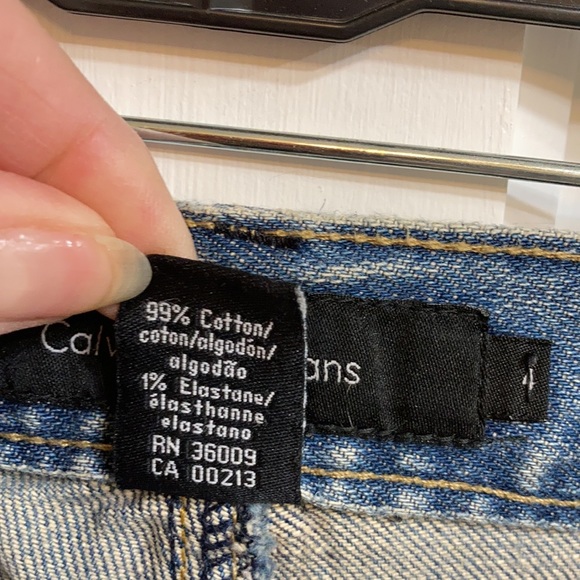 99% Cotton/
coton/algodón/
algodão
1% Elastane/
élasthanne
elastano
RN 36009
CA 00213
Calv ans
4